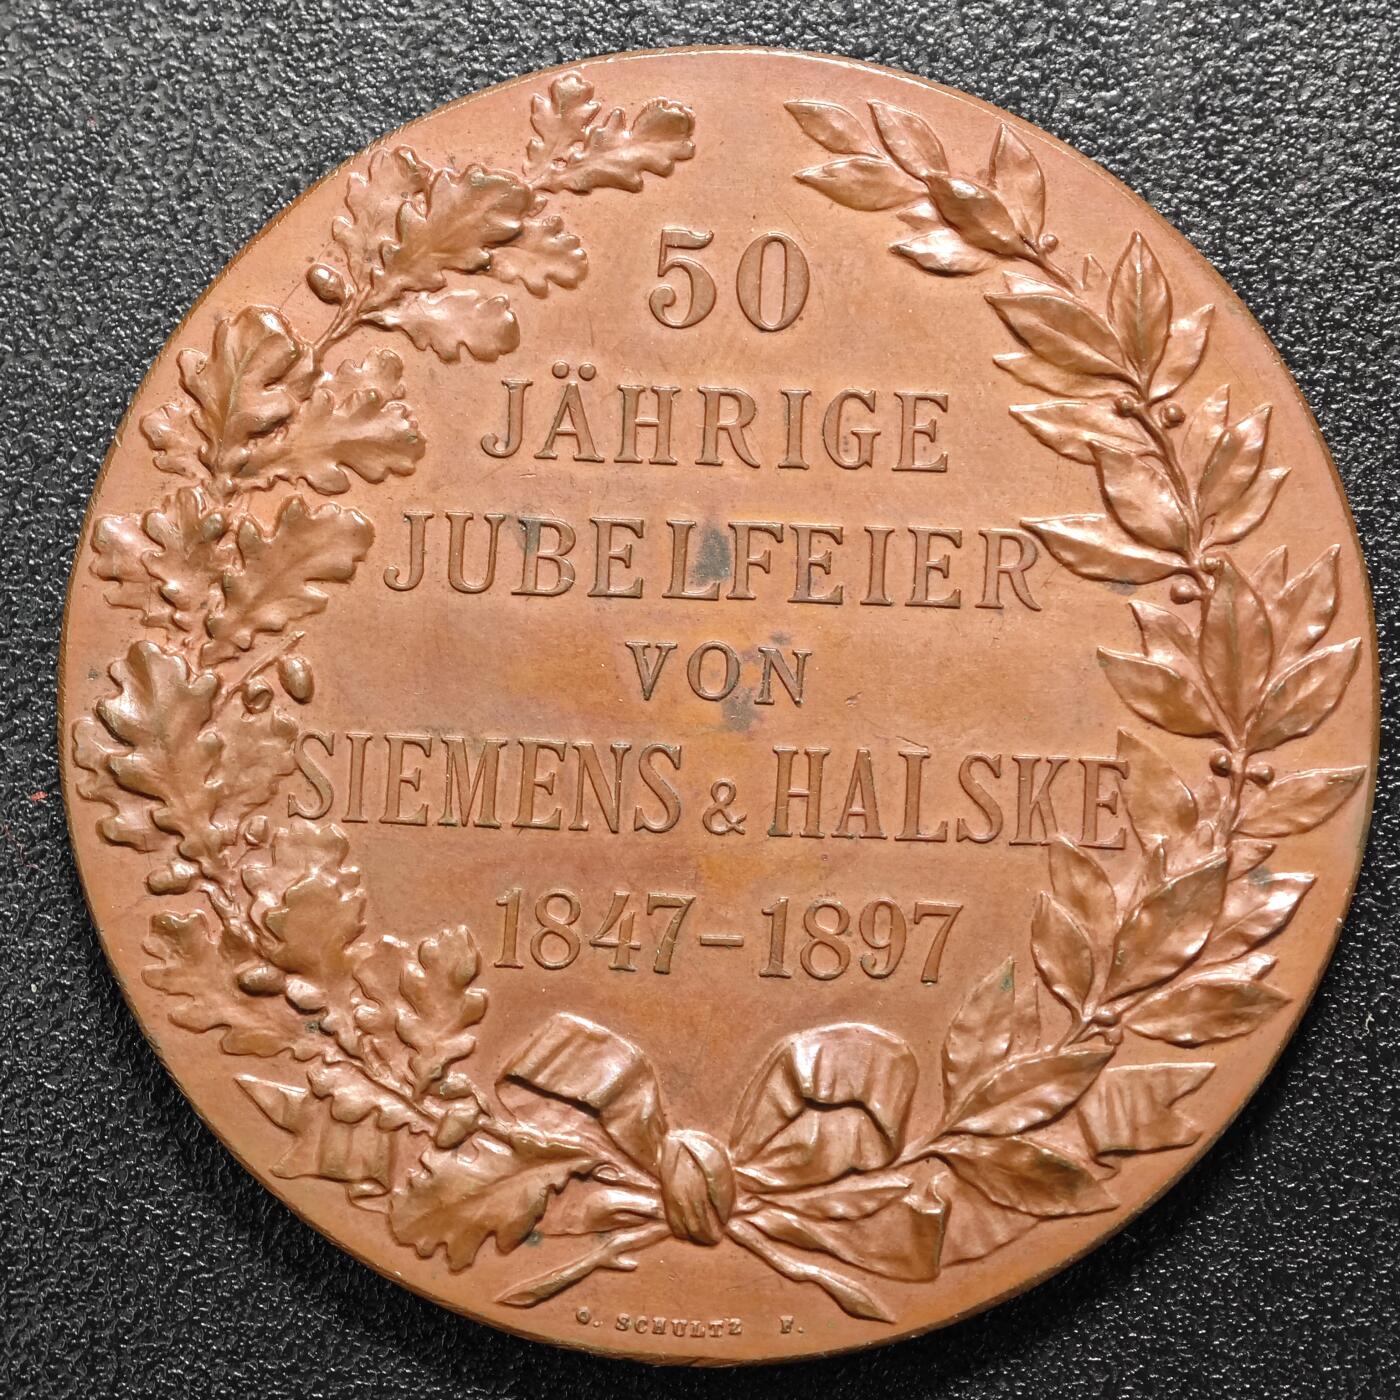 50
JÄHRIGE
JUBELFEIER
VON
SIEMENS & HALSKE
1847-1897
O. SCHULTZ F.